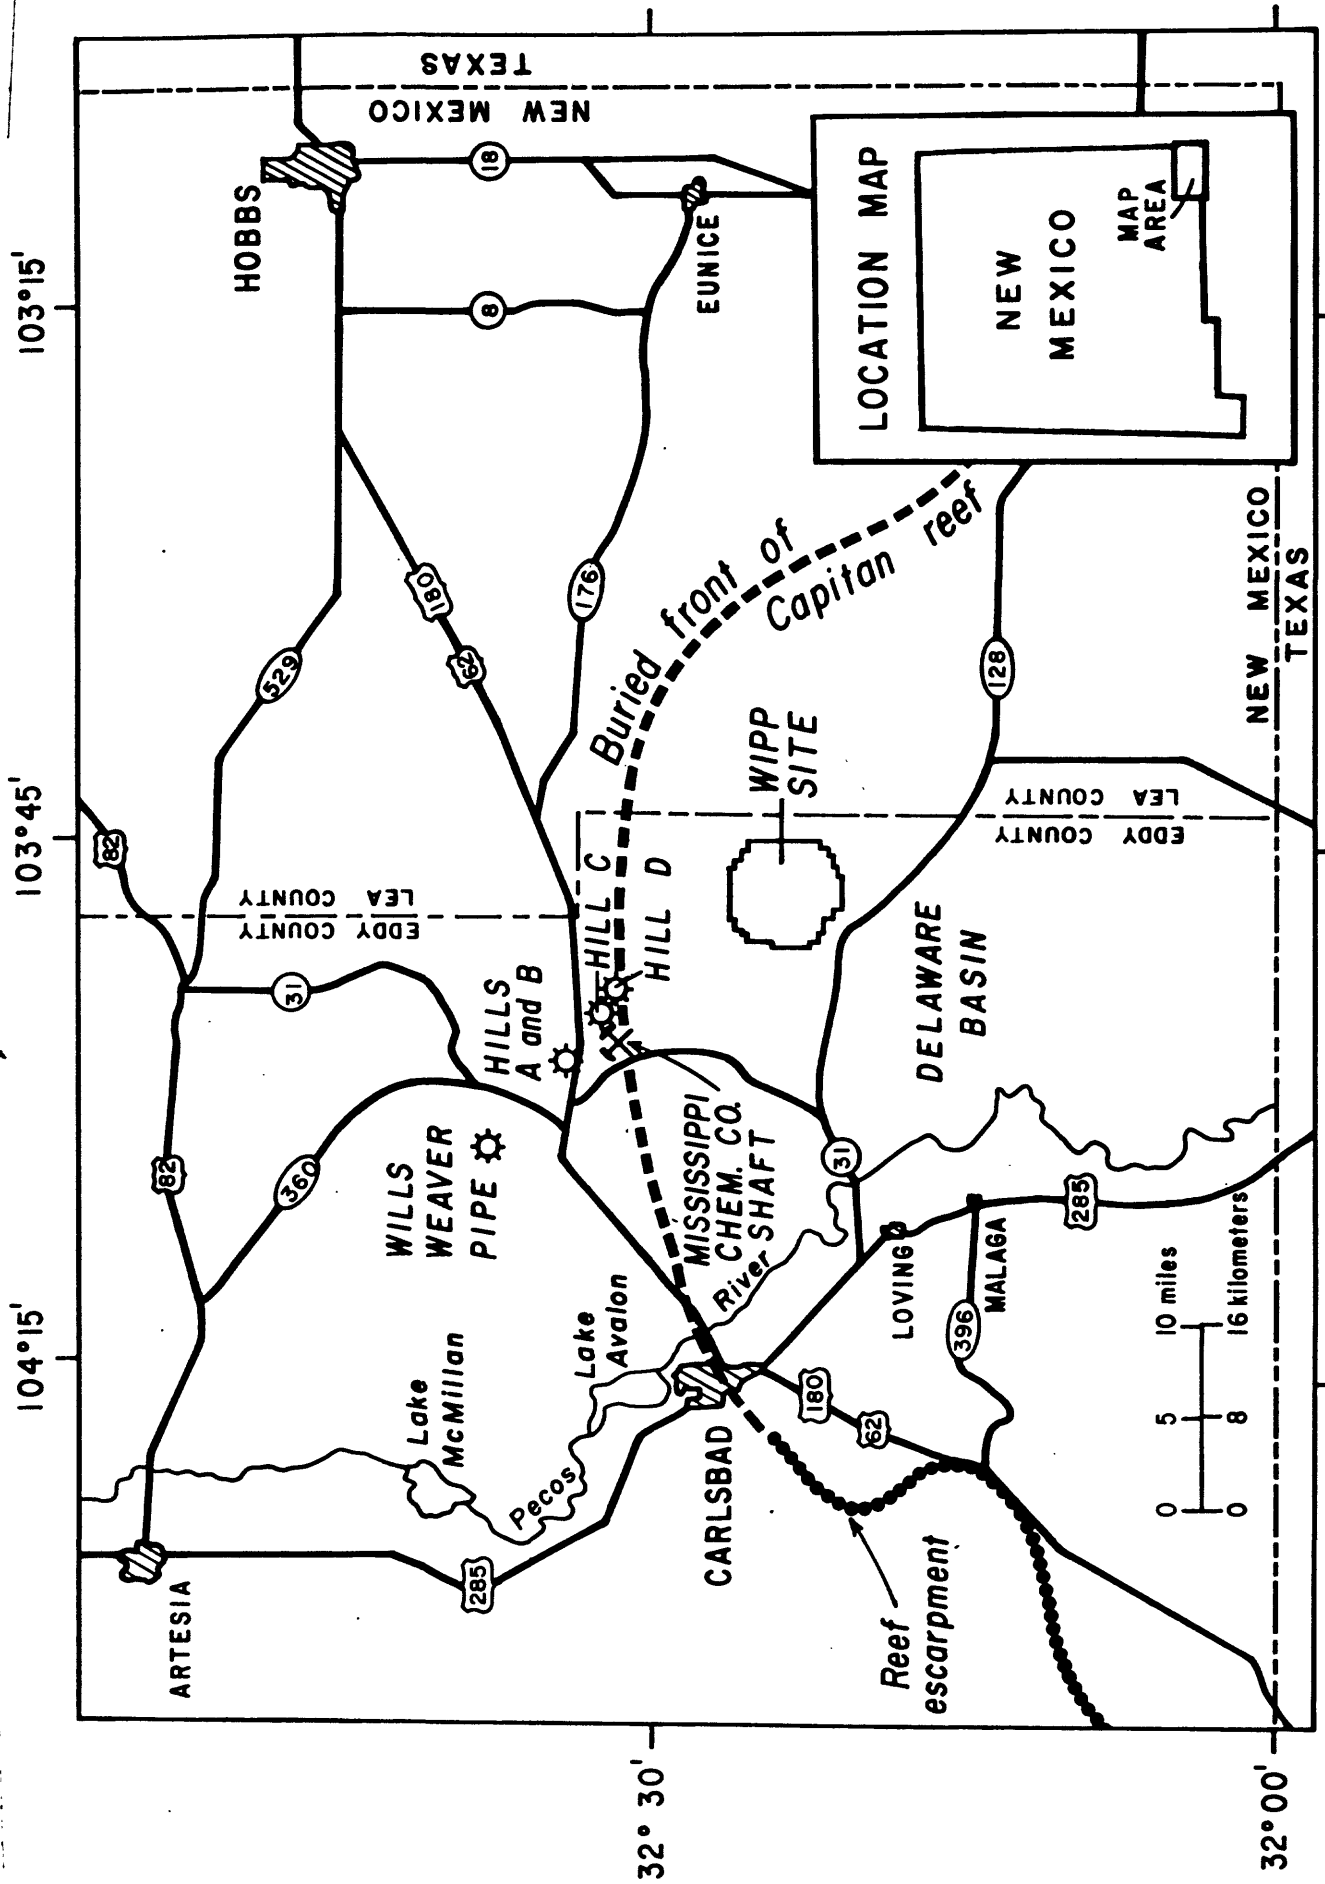 104°15'
103°45'
103°15'
32° 30'
32° 00'
ARTESIA
HOBBS
EUNICE
CARLSBAD
LOVING
MALAGA
82
82
529
360
31
180
62
176
8
18
285
180
62
31
128
396
285
EDDY COUNTY
LEA COUNTY
EDDY COUNTY
LEA COUNTY
NEW MEXICO
TEXAS
NEW MEXICO
TEXAS
Lake
McMillan
Lake
Avalon
Pecos
River
WILLS
WEAVER
PIPE
HILLS
A and B
HILL C
HILL D
MISSISSIPPI
CHEM. CO.
SHAFT
Buried front of
Capitan reef
WIPP
SITE
DELAWARE
BASIN
Reef
escarpment
0 5 10 miles
0 8 16 kilometers
LOCATION MAP
NEW
MEXICO
MAP
AREA